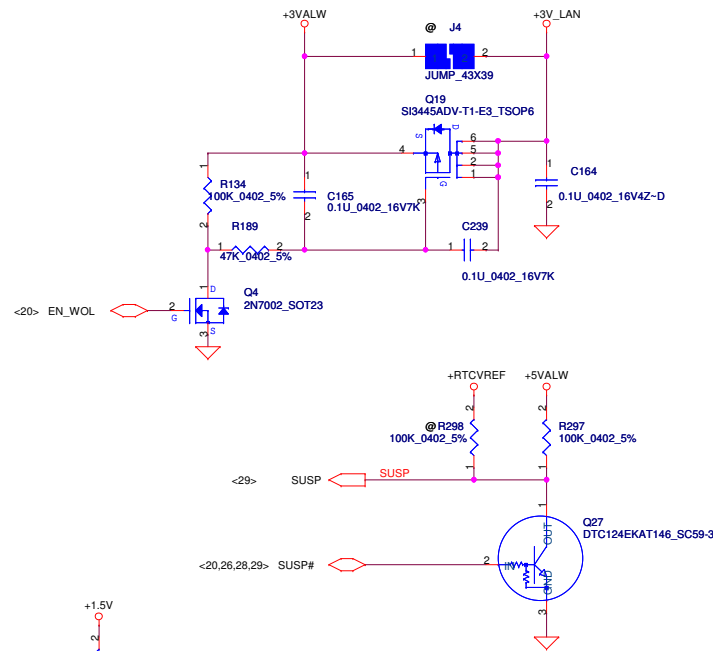 +3VALW
+3V_LAN
@ J4
1 2
JUMP_43X39
Q19
SI3445ADV-T1-E3_TSOP6
S D
4
6
5
2
1
G
3
1
R134
100K_0402_5%
2
1
C165
0.1U_0402_16V7K
2
1
C164
0.1U_0402_16V4Z~D
2
R189
1 2
47K_0402_5%
C239
1 2
0.1U_0402_16V7K
1
D
Q4
2N7002_SOT23
<20> EN_WOL
2
G
S
3
+RTCVREF
+5VALW
2
2
@R298
100K_0402_5%
R297
100K_0402_5%
1
1
<29> SUSP
SUSP
1
Q27
DTC124EKAT146_SC59-3
OUT
<20,26,28,29> SUSP#
2
IN
GND
3
+1.5V
2